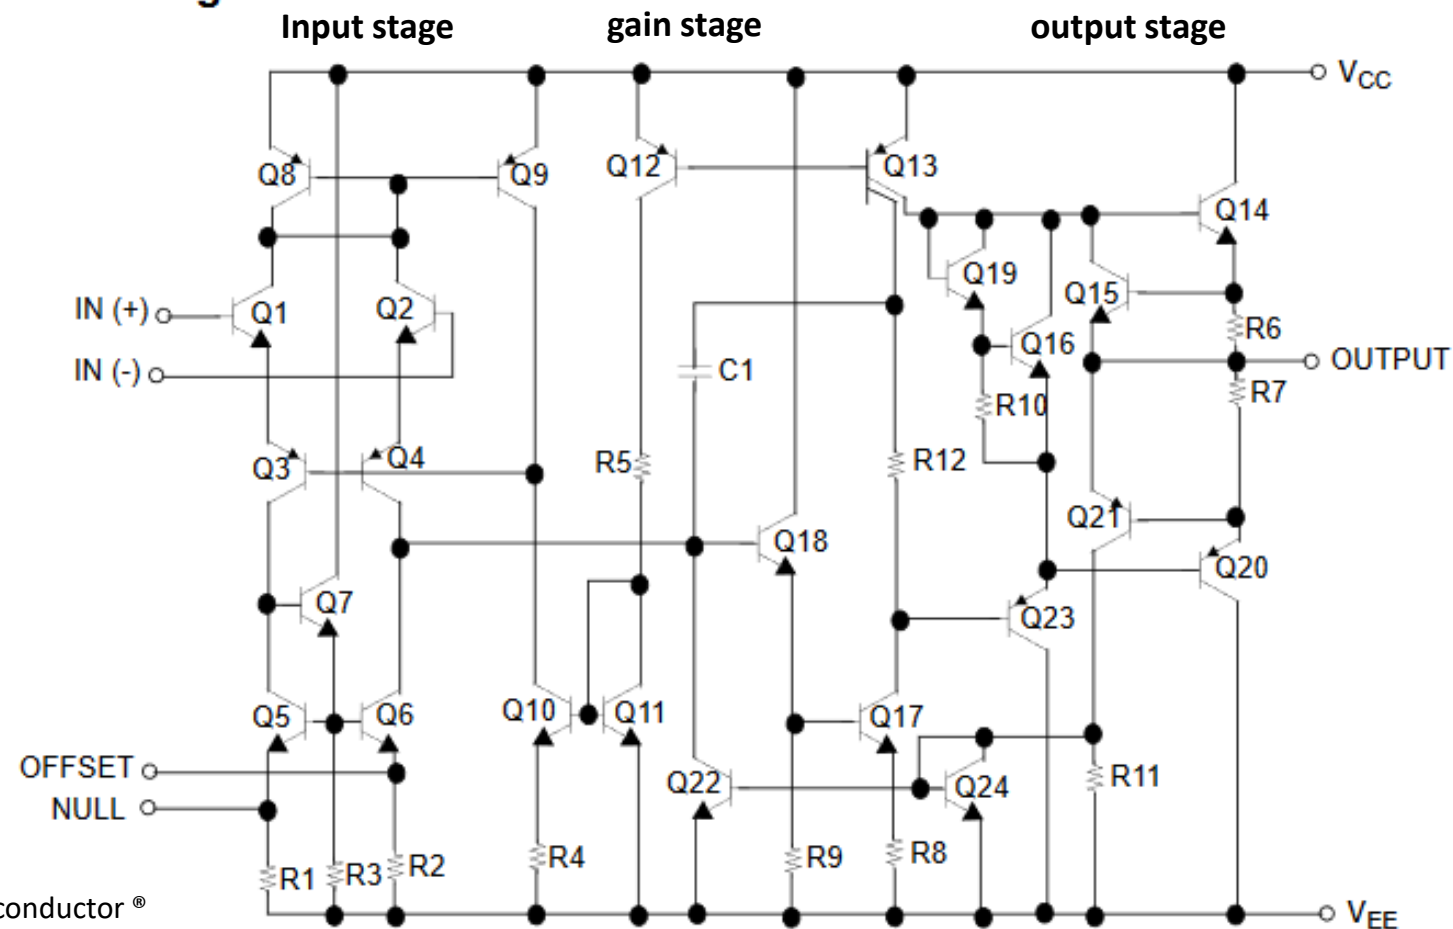 Input stage gain stage output stage
VCC
Q8 Q9 Q12 Q13
Q14
Q19
Q15
IN (+) Q1 Q2
R6
Q16
OUTPUT
IN (-) C1
R7
R10
Q3 Q4 R5 R12
Q21
Q18
Q20
Q7 Q23
Q5 Q6 Q10 Q11 Q17
OFFSET
Q22 Q24 R11
NULL
R1 R3 R2 R4 R9 R8
conductor ®
VEE